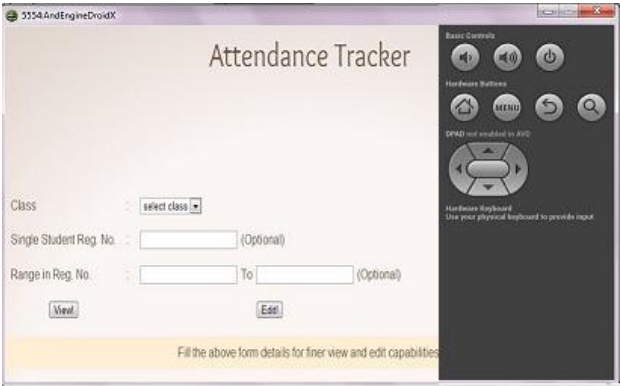 5554:AndEngineDroidX
Attendance Tracker
Class : select class
Single Student Reg. No. : (Optional)
Range in Reg. No. : To (Optional)
View! Edit!
Fill the above form details for finer view and edit capabilities
Basic Controls
Hardware Buttons
MENU
DPAD not enabled in AVD
Hardware Keyboard
Use your physical keyboard to provide input